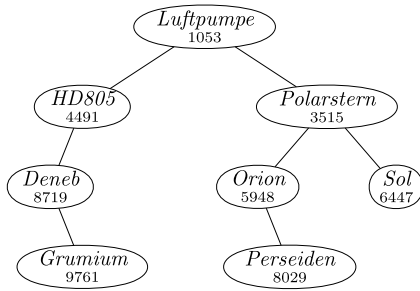 Luftpumpe
1053
HD805
4491
Polarstern
3515
Deneb
8719
Orion
5948
Sol
6447
Grumium
9761
Perseiden
8029